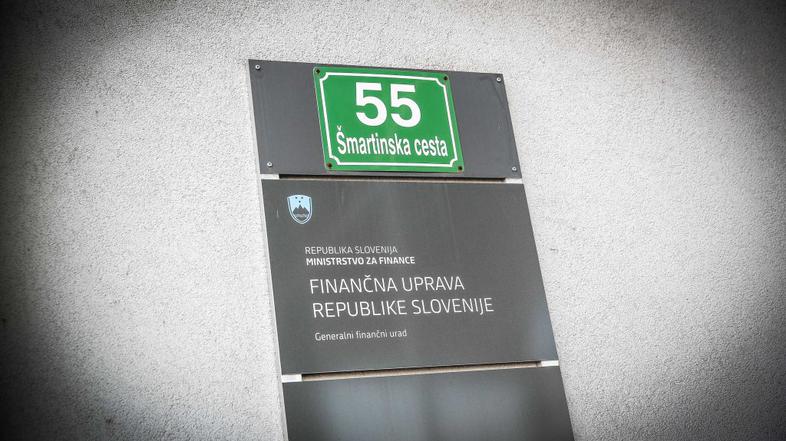 55
Šmartinska cesta
REPUBLIKA SLOVENIJA
MINISTRSTVO ZA FINANCE
FINANČNA UPRAVA
REPUBLIKE SLOVENIJE
Generalni finančni urad